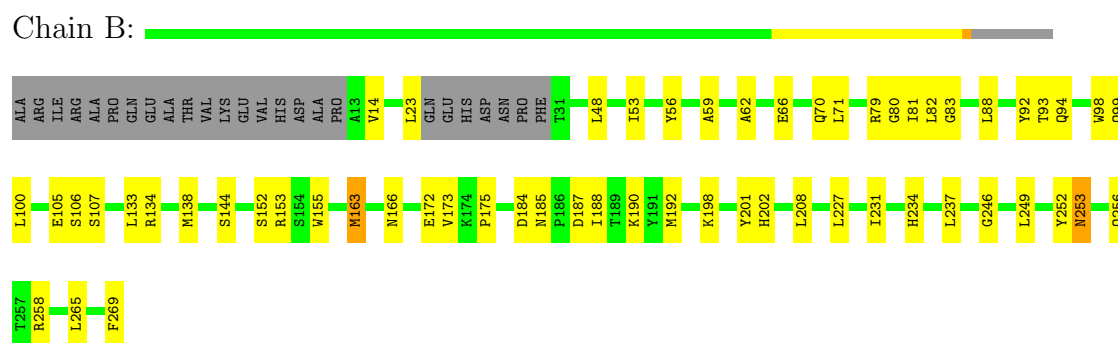 Chain B:
ALA ARG ILE ARG ALA PRO GLN GLU ALA THR VAL LYS GLU VAL HIS ASP ALA PRO A13 V14 L23 GLN GLU HIS ASP ASN PRO PHE T31 L48 I53 Y56 A59 A62 E66 Q70 L71 R79 G80 I81 L82 G83 L88 Y92 T93 Q94 W98
L100 E105 S106 S107 L133 R134 M138 S144 S152 R153 S154 W155 M163 N166 E172 V173 K174 P175 D184 N185 P186 D187 I188 T189 K190 Y191 M192 K198 Y201 H202 L208 L227 I231 H234 L237 G246 L249 Y252 N253
T257 R258 L265 F269